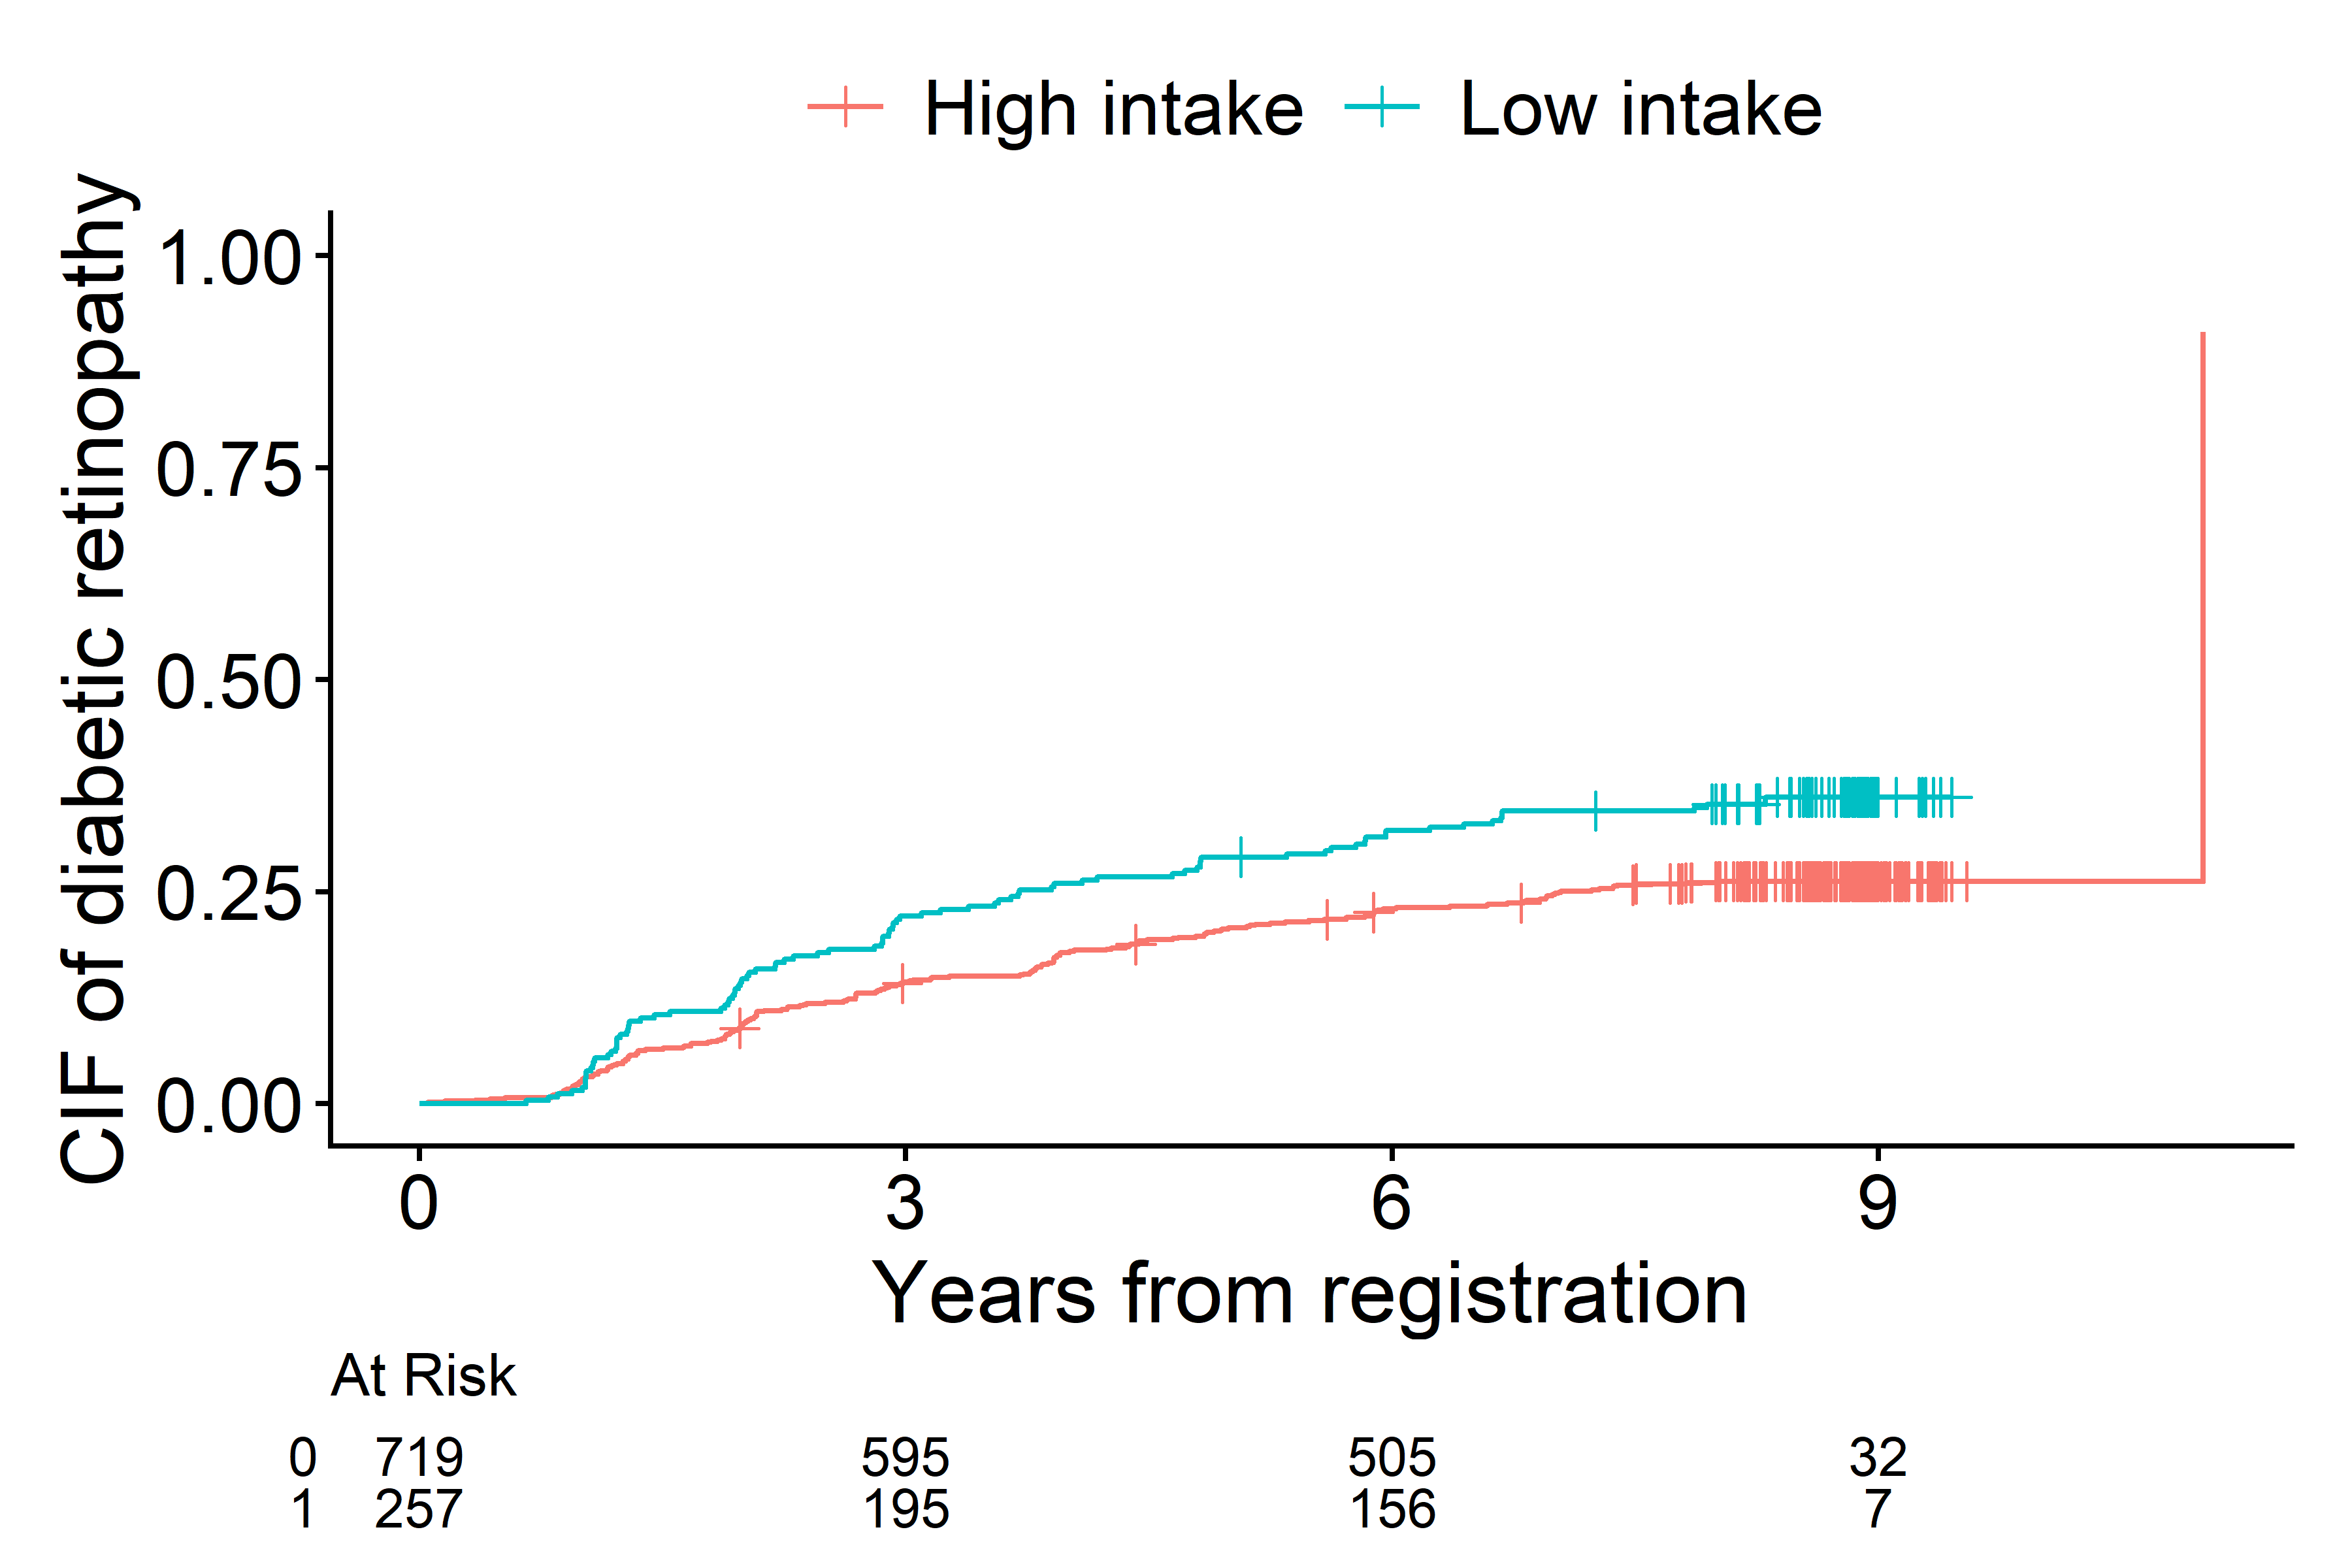 High intake Low intake
CIF of diabetic retinopathy
1.00
0.75
0.50
0.25
0.00
0 3 6 9
Years from registration
At Risk
0 719 595 505 32
1 257 195 156 7